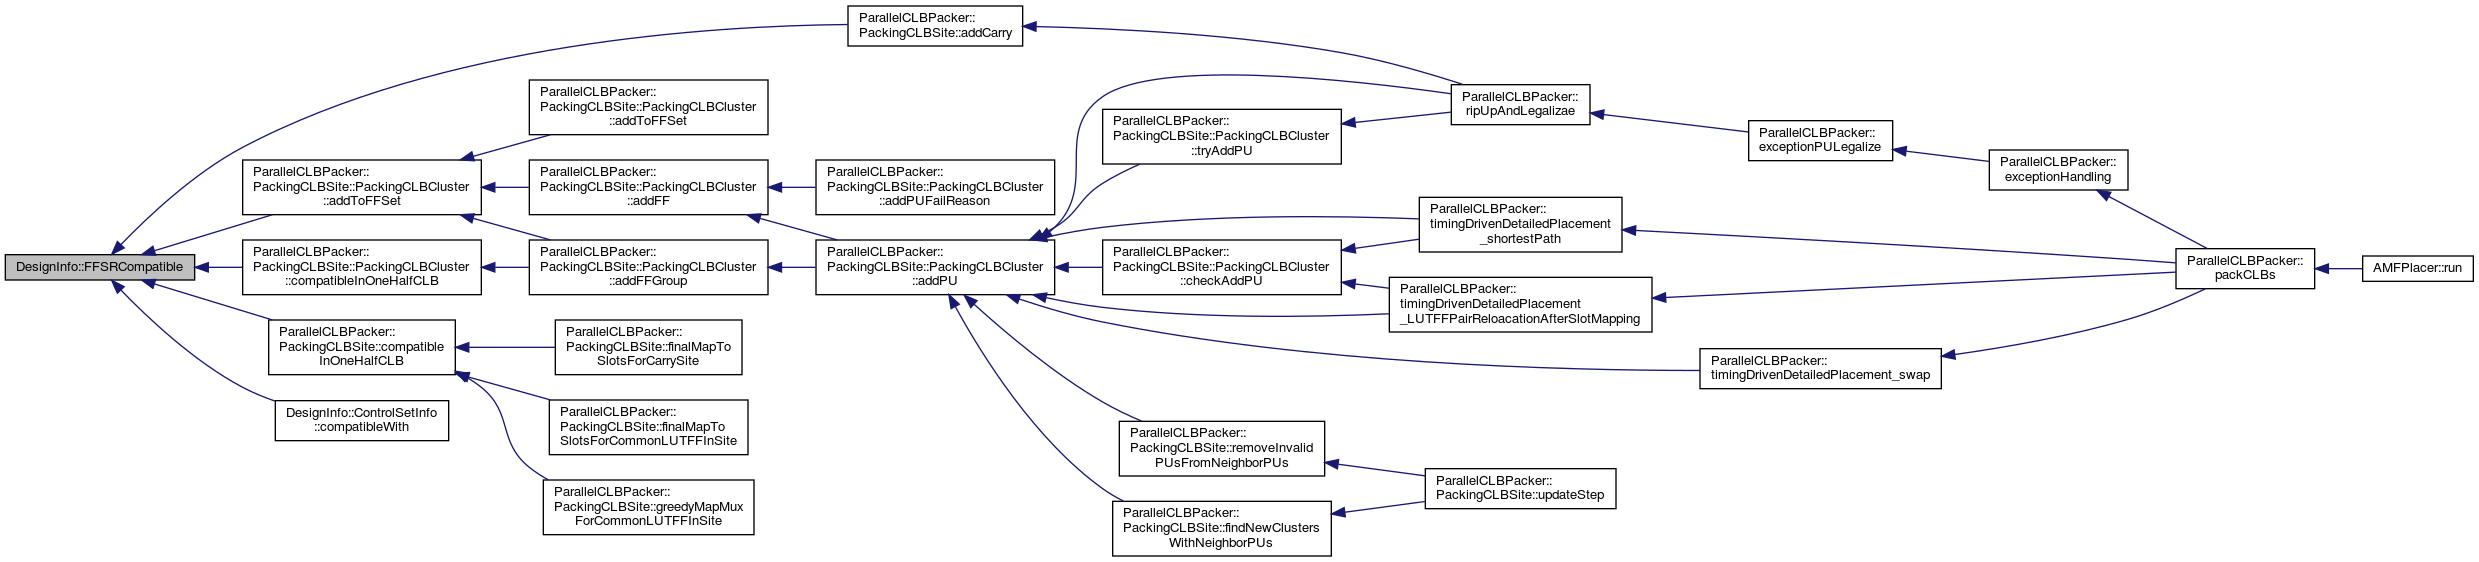 ParallelCLBPacker::
PackingCLBSite::addCarry
ParallelCLBPacker::
PackingCLBSite::PackingCLBCluster
::addToFFSet
ParallelCLBPacker::
ripUpAndLegalizae
ParallelCLBPacker::
PackingCLBSite::PackingCLBCluster
::tryAddPU
ParallelCLBPacker::
exceptionPULegalize
ParallelCLBPacker::
exceptionHandling
ParallelCLBPacker::
PackingCLBSite::PackingCLBCluster
::addToFFSet
ParallelCLBPacker::
PackingCLBSite::PackingCLBCluster
::addFF
ParallelCLBPacker::
PackingCLBSite::PackingCLBCluster
::addPUFailReason
ParallelCLBPacker::
timingDrivenDetailedPlacement
_shortestPath
DesignInfo::FFSRCompatible
ParallelCLBPacker::
PackingCLBSite::PackingCLBCluster
::compatibleInOneHalfCLB
ParallelCLBPacker::
PackingCLBSite::PackingCLBCluster
::addFFGroup
ParallelCLBPacker::
PackingCLBSite::PackingCLBCluster
::addPU
ParallelCLBPacker::
PackingCLBSite::PackingCLBCluster
::checkAddPU
ParallelCLBPacker::
timingDrivenDetailedPlacement
_LUTFFPairReloacationAfterSlotMapping
ParallelCLBPacker::
packCLBs
AMFPlacer::run
ParallelCLBPacker::
PackingCLBSite::compatible
InOneHalfCLB
ParallelCLBPacker::
PackingCLBSite::finalMapTo
SlotsForCarrySite
ParallelCLBPacker::
timingDrivenDetailedPlacement_swap
DesignInfo::ControlSetInfo
::compatibleWith
ParallelCLBPacker::
PackingCLBSite::finalMapTo
SlotsForCommonLUTFFInSite
ParallelCLBPacker::
PackingCLBSite::removeInvalid
PUsFromNeighborPUs
ParallelCLBPacker::
PackingCLBSite::updateStep
ParallelCLBPacker::
PackingCLBSite::greedyMapMux
ForCommonLUTFFInSite
ParallelCLBPacker::
PackingCLBSite::findNewClusters
WithNeighborPUs